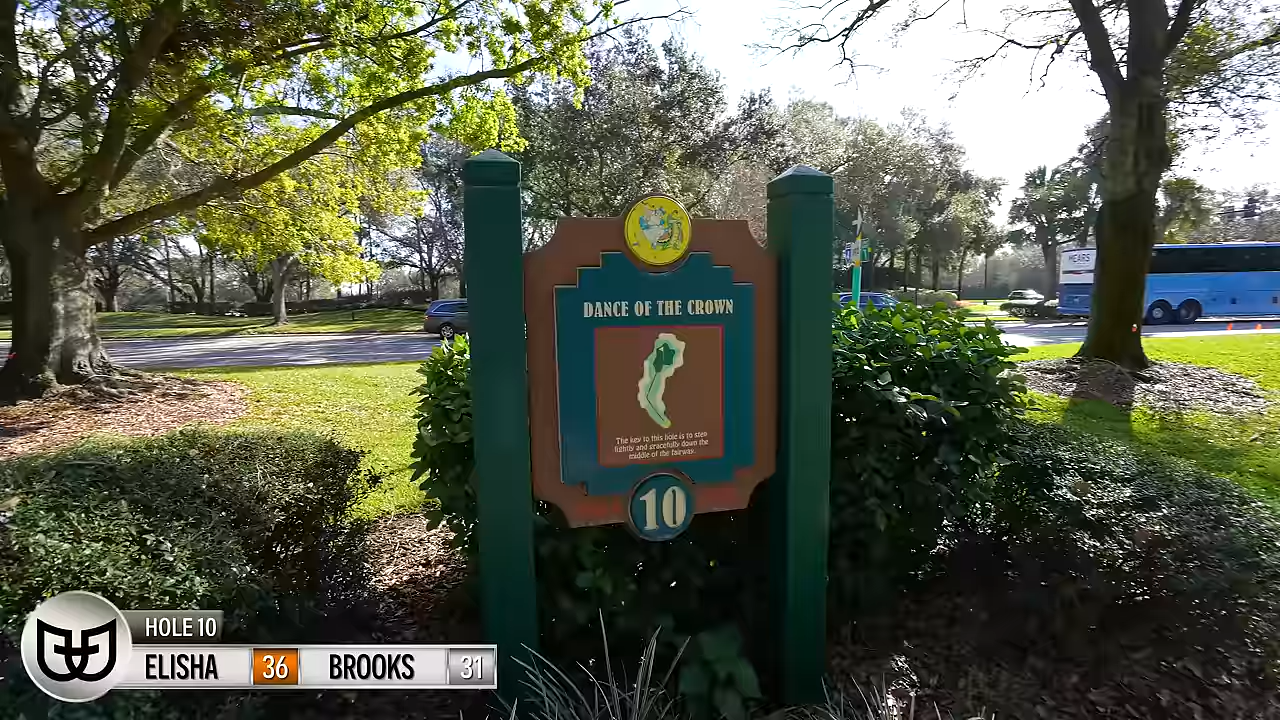 MEARS
DANCE OF THE CROWN
The key to this hole is to step
lightly and gracefully down the
middle of the fairway.
10
HOLE 10
ELISHA 36 BROOKS 31